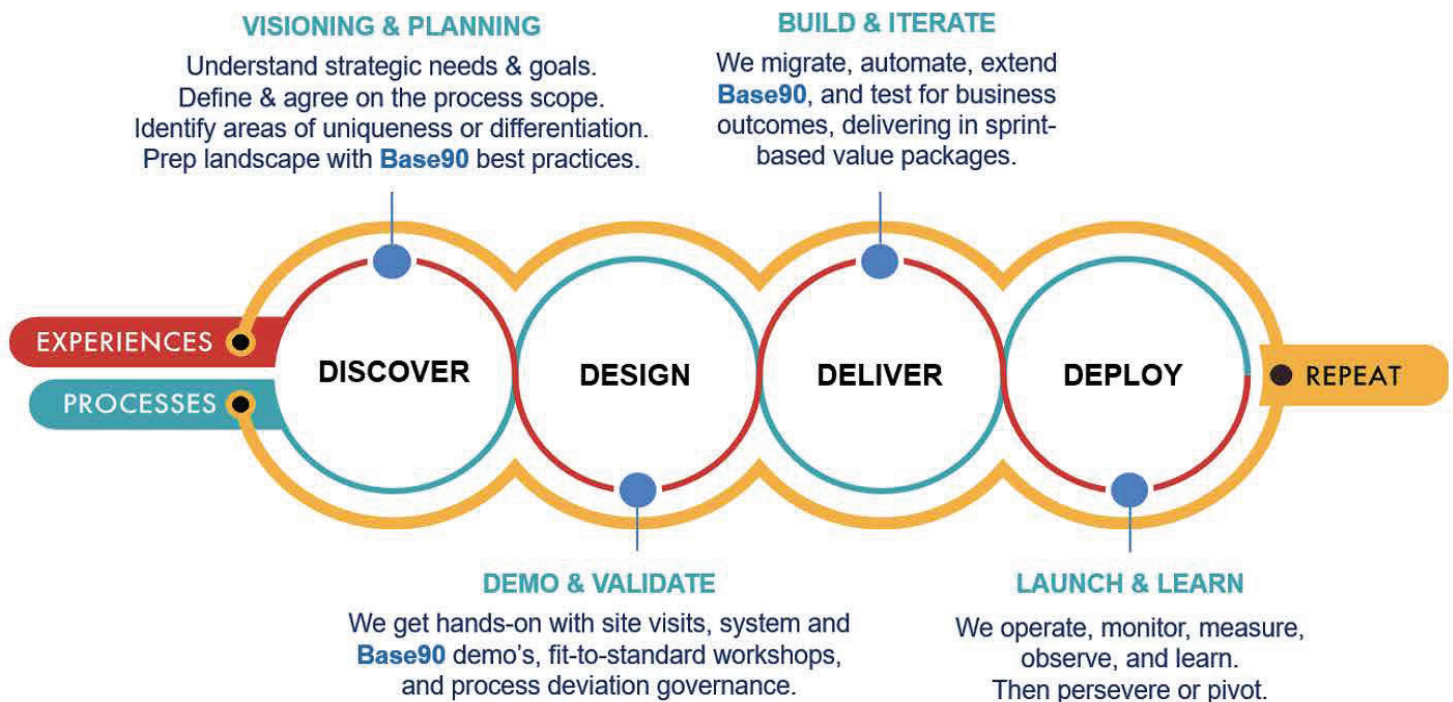 VISIONING & PLANNING
Understand strategic needs & goals.
Define & agree on the process scope.
Identify areas of uniqueness or differentiation.
Prep landscape with Base90 best practices.
BUILD & ITERATE
We migrate, automate, extend
Base90, and test for business
outcomes, delivering in sprint-
based value packages.
EXPERIENCES
PROCESSES
DISCOVER
DESIGN
DELIVER
DEPLOY
REPEAT
DEMO & VALIDATE
We get hands-on with site visits, system and
Base90 demo's, fit-to-standard workshops,
and process deviation governance.
LAUNCH & LEARN
We operate, monitor, measure,
observe, and learn.
Then persevere or pivot.